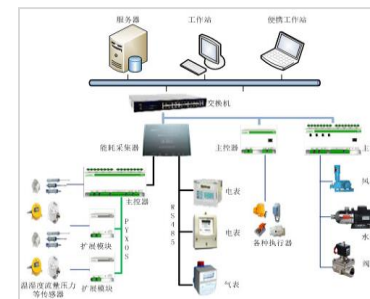 服务器
工作站
便携工作站
交换机
能耗采集器
主控器
主
主控器
RS485
电表
风
扩展模块
电表
各种执行器
水
温湿度流量压力
等传感器
扩展模块
气表
阀